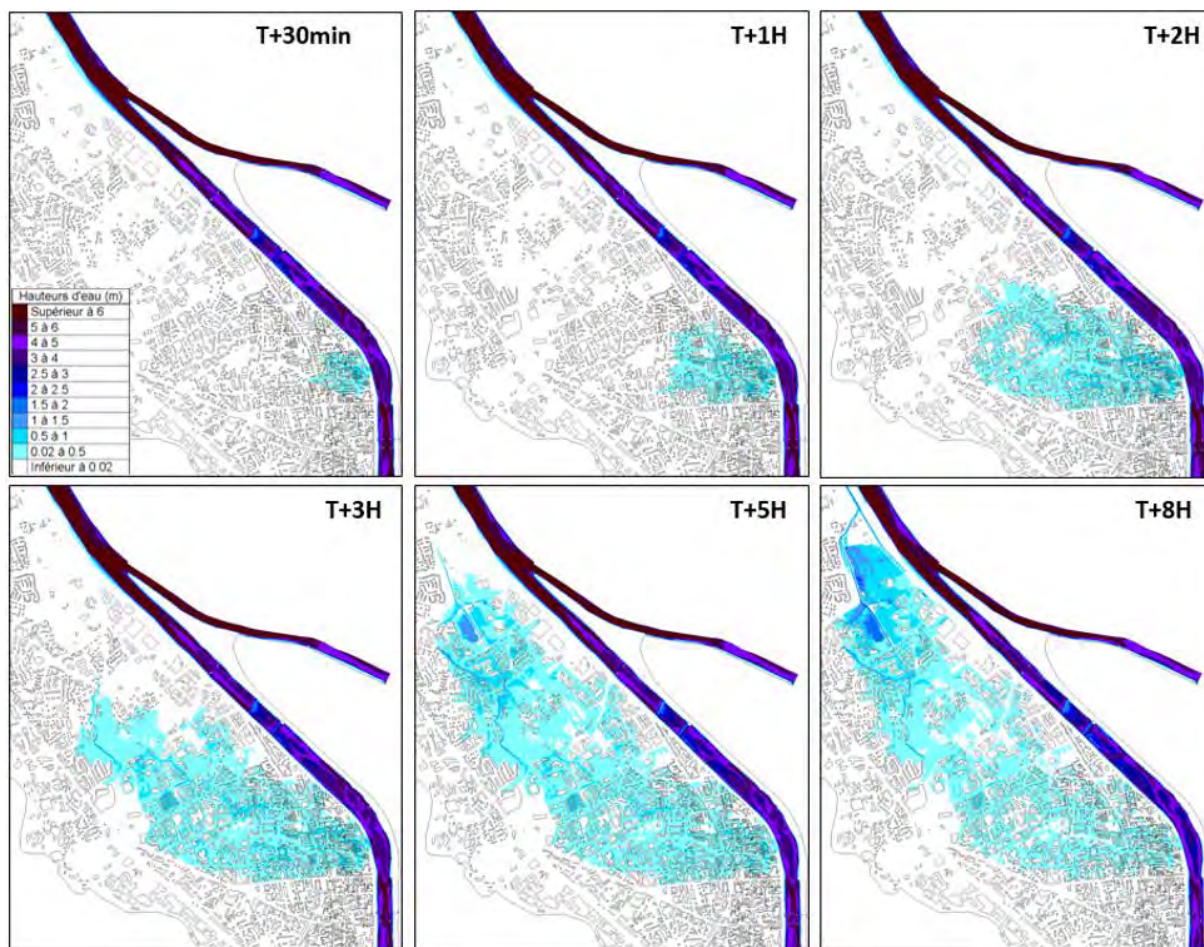 T+30min
T+1H
T+2H
Hauteurs d'eau (m)
Supérieur à 6
5 à 6
4 à 5
3 à 4
2.5 à 3
2 à 2.5
1.5 à 2
1 à 1.5
0.5 à 1
0.02 à 0.5
Inférieur à 0.02
T+3H
T+5H
T+8H